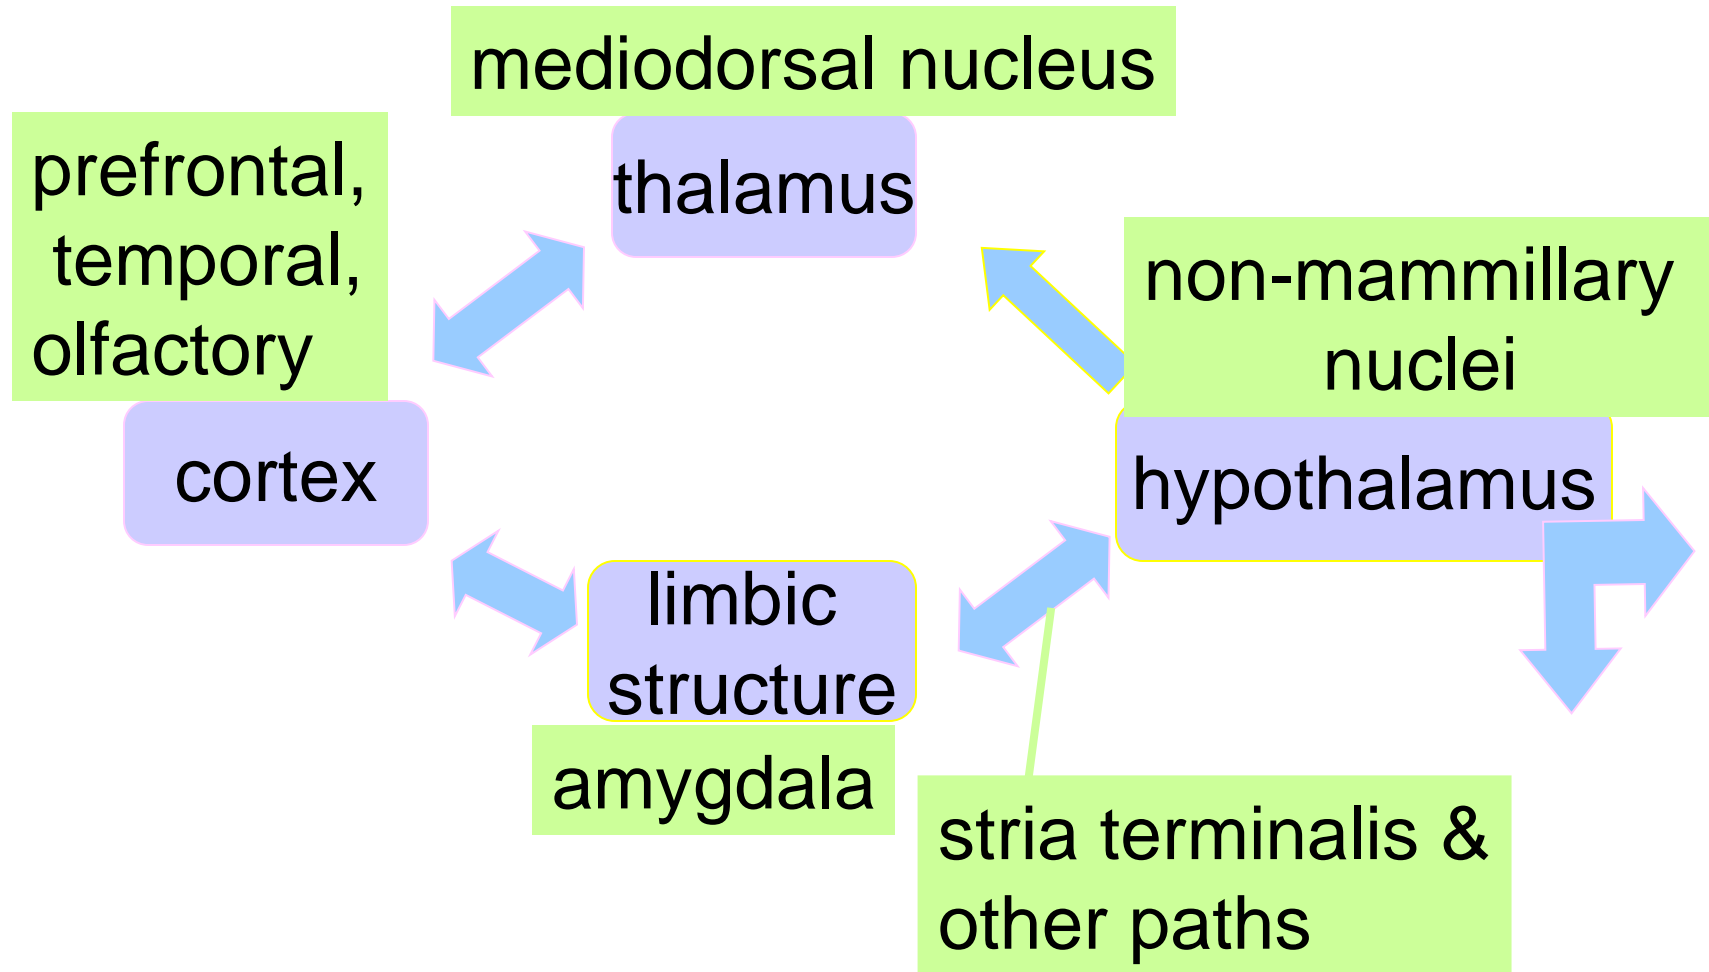 mediodorsal nucleus
thalamus
prefrontal,
temporal,
olfactory
cortex
non-mammillary
nuclei
hypothalamus
limbic
structure
amygdala
stria terminalis &
other paths